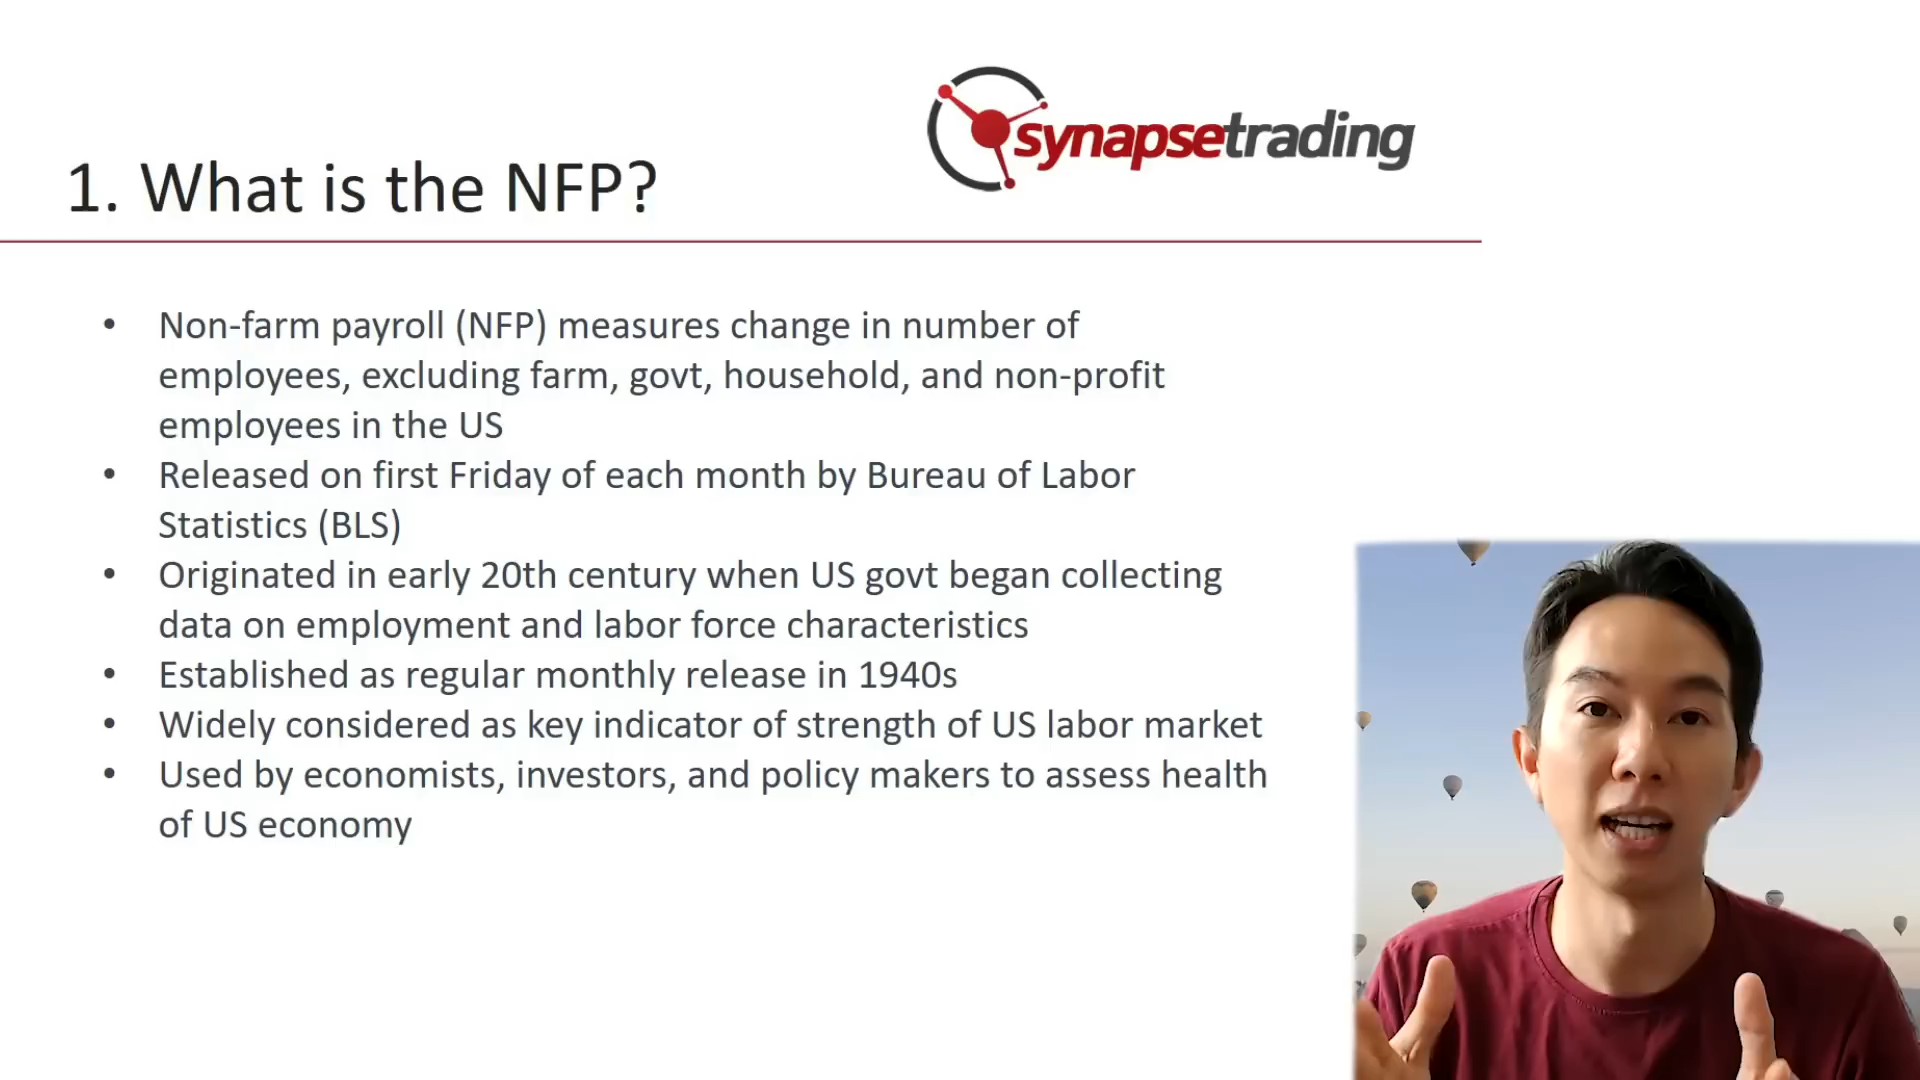 synapsetrading
1. What is the NFP?
• Non-farm payroll (NFP) measures change in number of
employees, excluding farm, govt, household, and non-profit
employees in the US
• Released on first Friday of each month by Bureau of Labor
Statistics (BLS)
• Originated in early 20th century when US govt began collecting
data on employment and labor force characteristics
• Established as regular monthly release in 1940s
• Widely considered as key indicator of strength of US labor market
• Used by economists, investors, and policy makers to assess health
of US economy